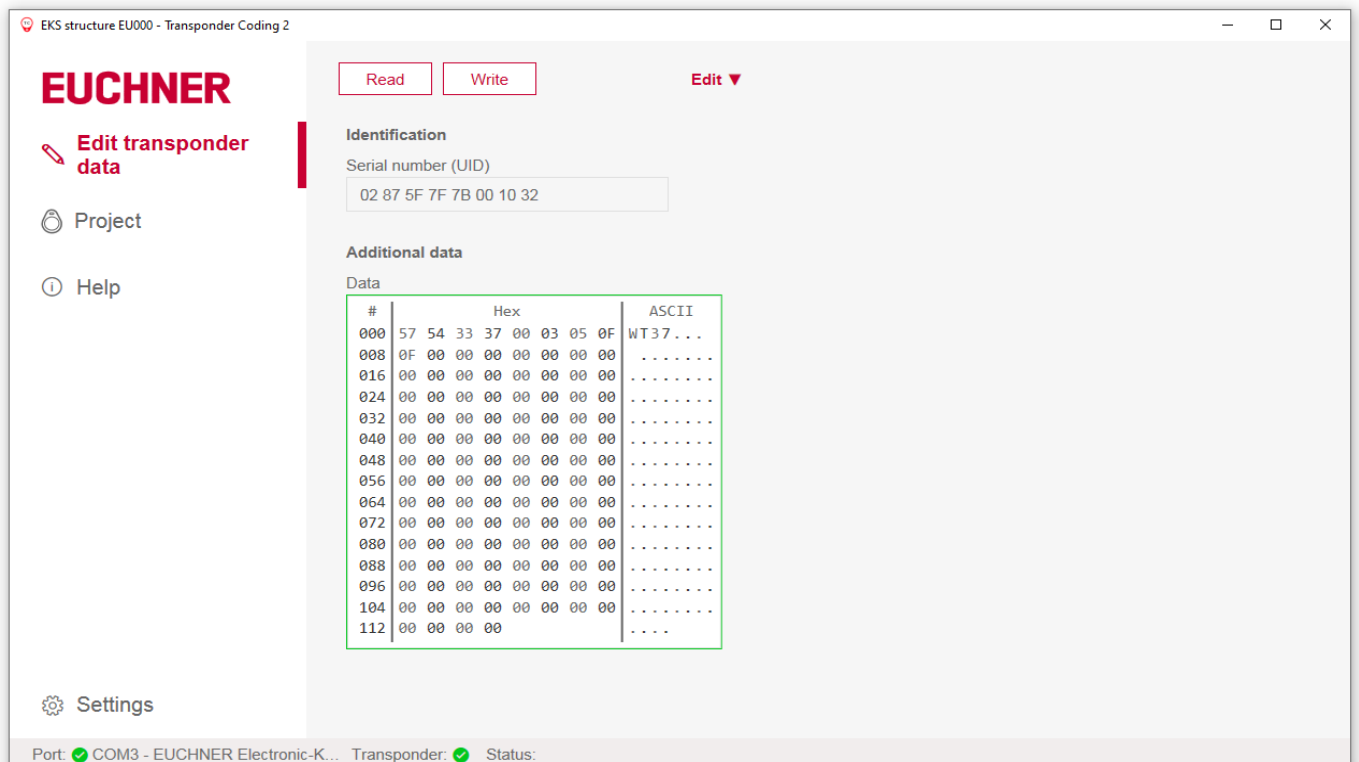 EKS structure EU000 - Transponder Coding 2
EUCHNER
Edit transponder
data
Project
Help
Settings
Read Write Edit ▼
Identification
Serial number (UID)
02 87 5F 7F 7B 00 10 32
Additional data
Data
# Hex ASCII
000 57 54 33 37 00 03 05 0F WT37...
008 0F 00 00 00 00 00 00 00 .......
016 00 00 00 00 00 00 00 00 ........
024 00 00 00 00 00 00 00 00 ........
032 00 00 00 00 00 00 00 00 ........
040 00 00 00 00 00 00 00 00 ........
048 00 00 00 00 00 00 00 00 ........
056 00 00 00 00 00 00 00 00 ........
064 00 00 00 00 00 00 00 00 ........
072 00 00 00 00 00 00 00 00 ........
080 00 00 00 00 00 00 00 00 ........
088 00 00 00 00 00 00 00 00 ........
096 00 00 00 00 00 00 00 00 ........
104 00 00 00 00 00 00 00 00 ........
112 00 00 00 00 ....
Port: COM3 - EUCHNER Electronic-K... Transponder: Status: